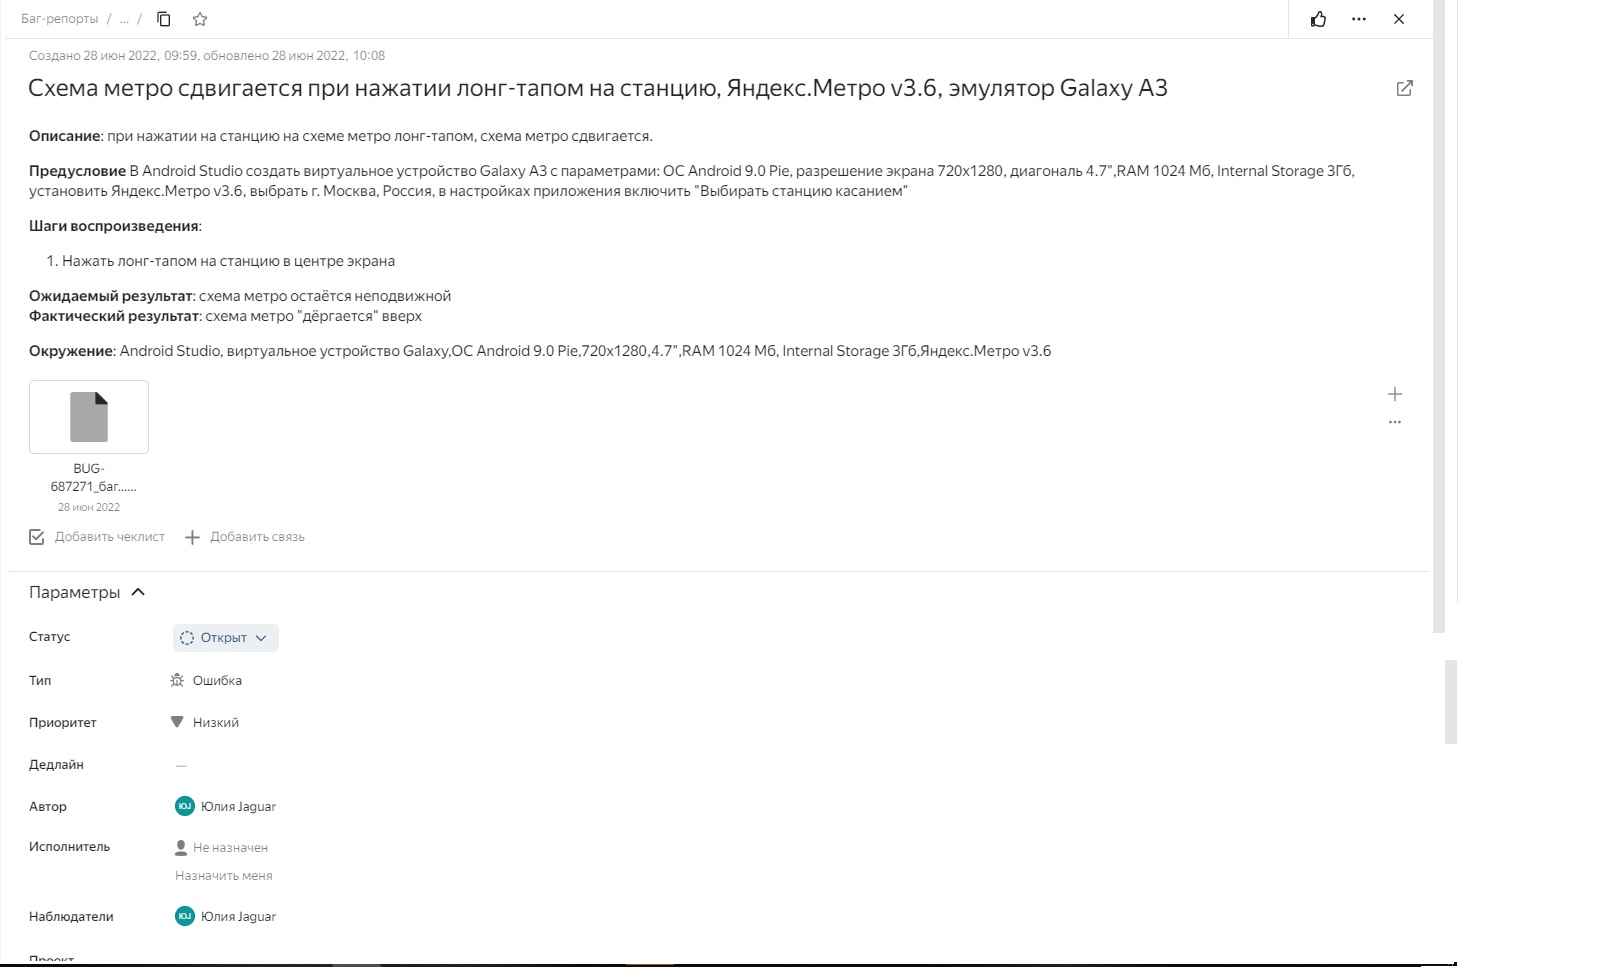 Баг-репорты / ... /
Создано 28 июн 2022, 09:59, обновлено 28 июн 2022, 10:08
Схема метро сдвигается при нажатии лонг-тапом на станцию, Яндекс.Метро v3.6, эмулятор Galaxy A3
Описание: при нажатии на станцию на схеме метро лонг-тапом, схема метро сдвигается.
Предусловие В Android Studio создать виртуальное устройство Galaxy A3 с параметрами: ОС Android 9.0 Pie, разрешение экрана 720x1280, диагональ 4.7",RAM 1024 Мб, Internal Storage 3Гб,
установить Яндекс.Метро v3.6, выбрать г. Москва, Россия, в настройках приложения включить "Выбирать станцию касанием"
Шаги воспроизведения:
1. Нажать лонг-тапом на станцию в центре экрана
Ожидаемый результат: схема метро остаётся неподвижной
Фактический результат: схема метро "дёргается" вверх
Окружение: Android Studio, виртуальное устройство Galaxy,ОС Android 9.0 Pie,720x1280,4.7",RAM 1024 Мб, Internal Storage 3Гб,Яндекс.Метро v3.6
BUG-
687271_баг......
28 июн 2022
Добавить чеклист Добавить связь
Параметры
Статус Открыт
Тип Ошибка
Приоритет Низкий
Дедлайн —
Автор ЮJ Юлия Jaguar
Исполнитель Не назначен
Назначить меня
Наблюдатели ЮJ Юлия Jaguar
Проект